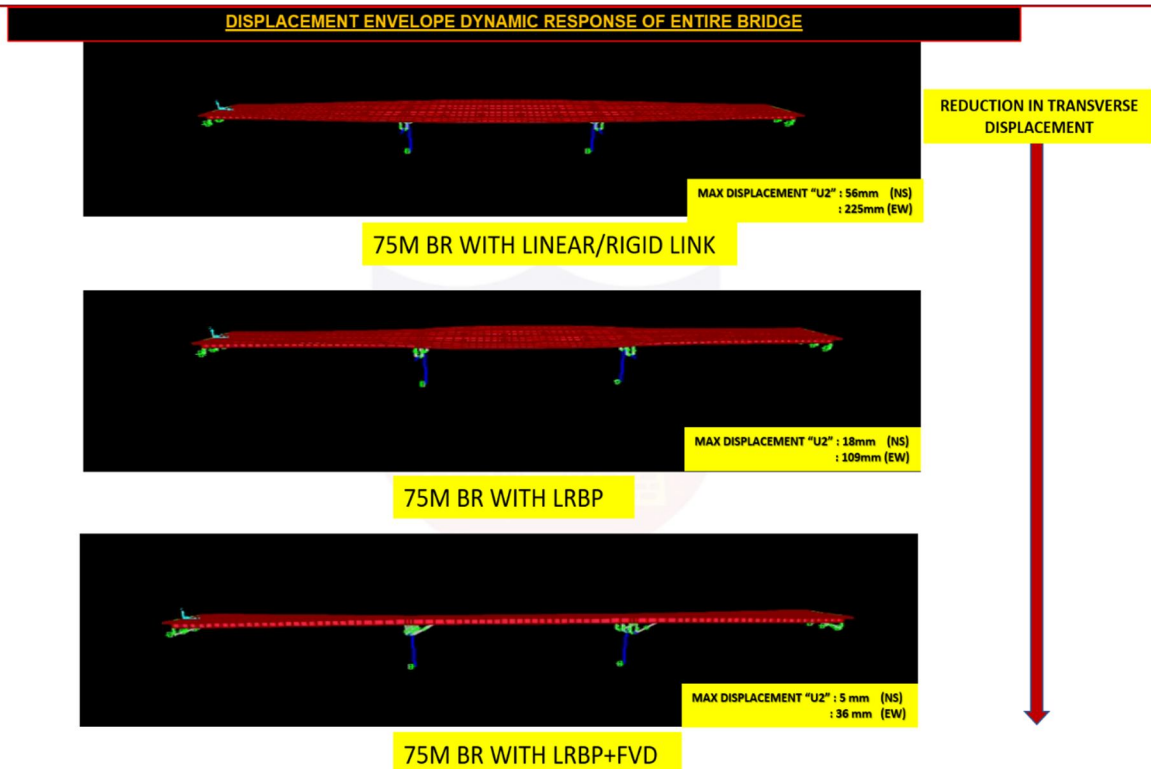 DISPLACEMENT ENVELOPE DYNAMIC RESPONSE OF ENTIRE BRIDGE
REDUCTION IN TRANSVERSE
DISPLACEMENT
MAX DISPLACEMENT “U2” : 56mm (NS)
: 225mm (EW)
75M BR WITH LINEAR/RIGID LINK
MAX DISPLACEMENT “U2” : 18mm (NS)
: 109mm (EW)
75M BR WITH LRBP
MAX DISPLACEMENT “U2” : 5 mm (NS)
: 36 mm (EW)
75M BR WITH LRBP+FVD